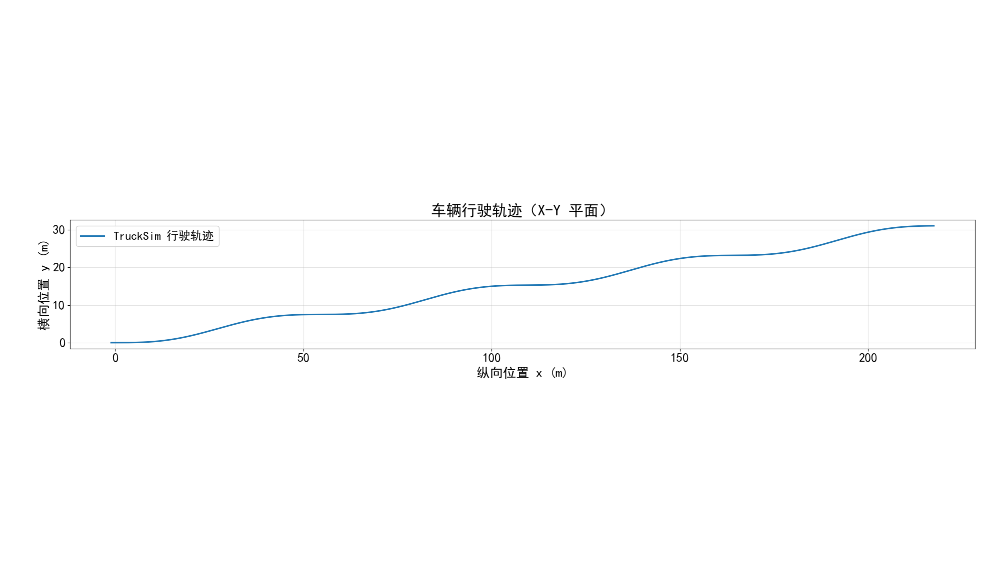 车辆行驶轨迹（X-Y 平面）
TruckSim 行驶轨迹
横向位置 y (m)
30
20
10
0
0 50 100 150 200
纵向位置 x (m)